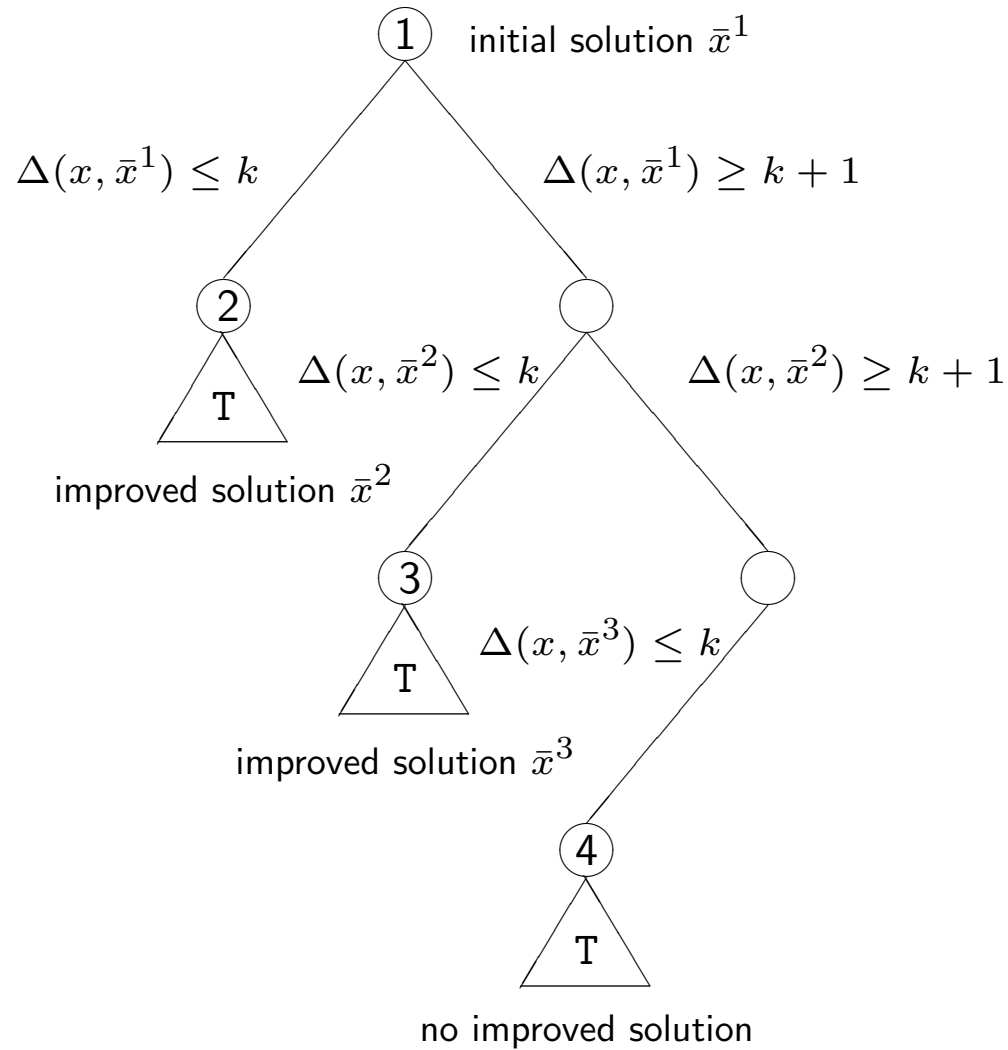 1 initial solution x̄¹
Δ(x, x̄¹) ≤ k
Δ(x, x̄¹) ≥ k + 1
2
Δ(x, x̄²) ≤ k
Δ(x, x̄²) ≥ k + 1
T
improved solution x̄²
3
Δ(x, x̄³) ≤ k
T
improved solution x̄³
4
T
no improved solution